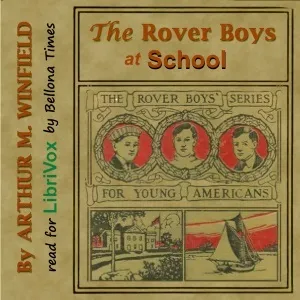 The Rover Boys
at School
By ARTHUR M. WINFIELD
read for LibriVox by Bellona Times
THE ROVER BOYS' SERIES
FOR YOUNG AMERICANS